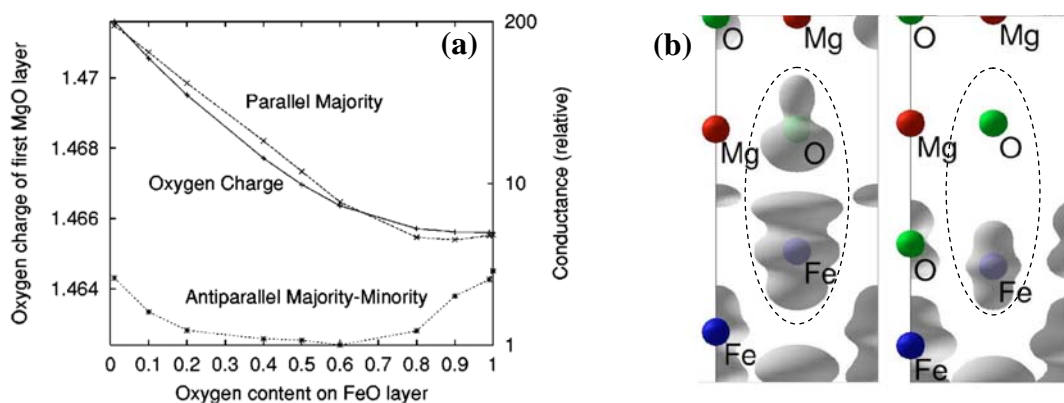 (a)
Oxygen charge of first MgO layer
1.47
1.468
1.466
1.464
Parallel Majority
Oxygen Charge
Antiparallel Majority-Minority
200
10
1
Conductance (relative)
0 0.1 0.2 0.3 0.4 0.5 0.6 0.7 0.8 0.9 1
Oxygen content on FeO layer
(b)
O Mg
Mg O
Fe
Fe
O Mg
Mg O
O Fe
Fe